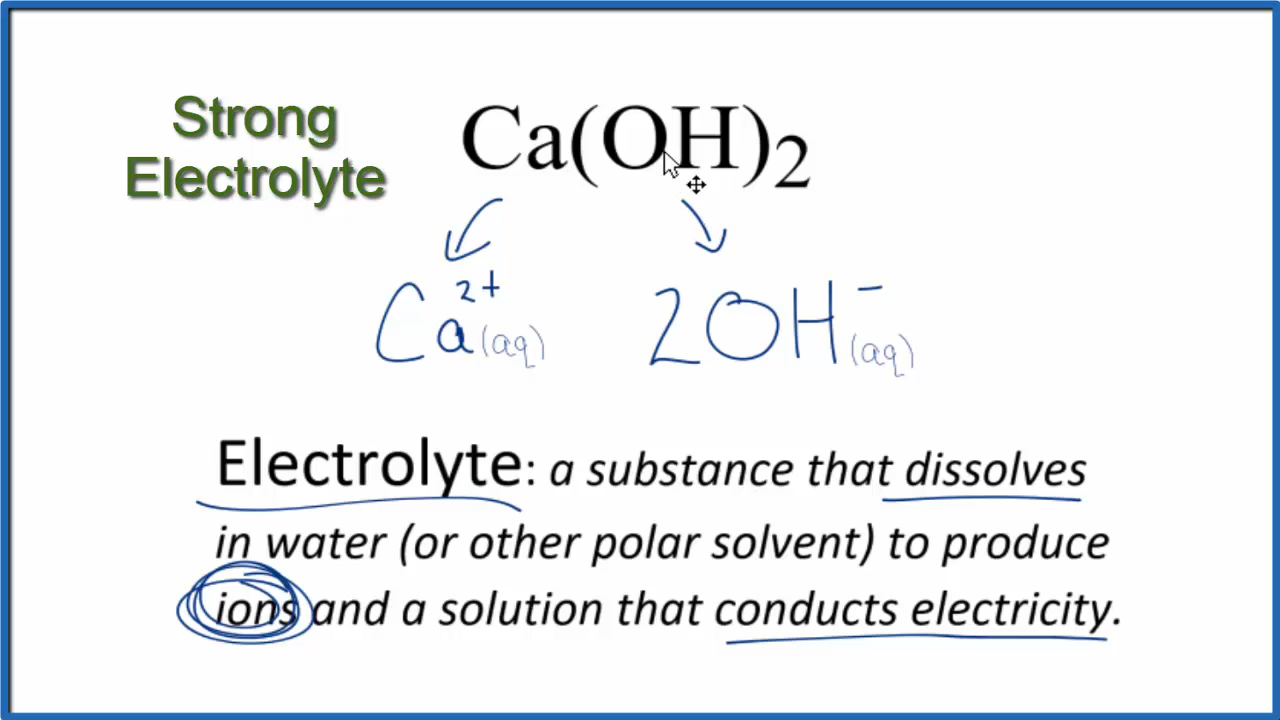 Strong
Electrolyte
Ca(OH)₂
Ca²⁺(aq) 2OH⁻(aq)
Electrolyte: a substance that dissolves
in water (or other polar solvent) to produce
ions and a solution that conducts electricity.